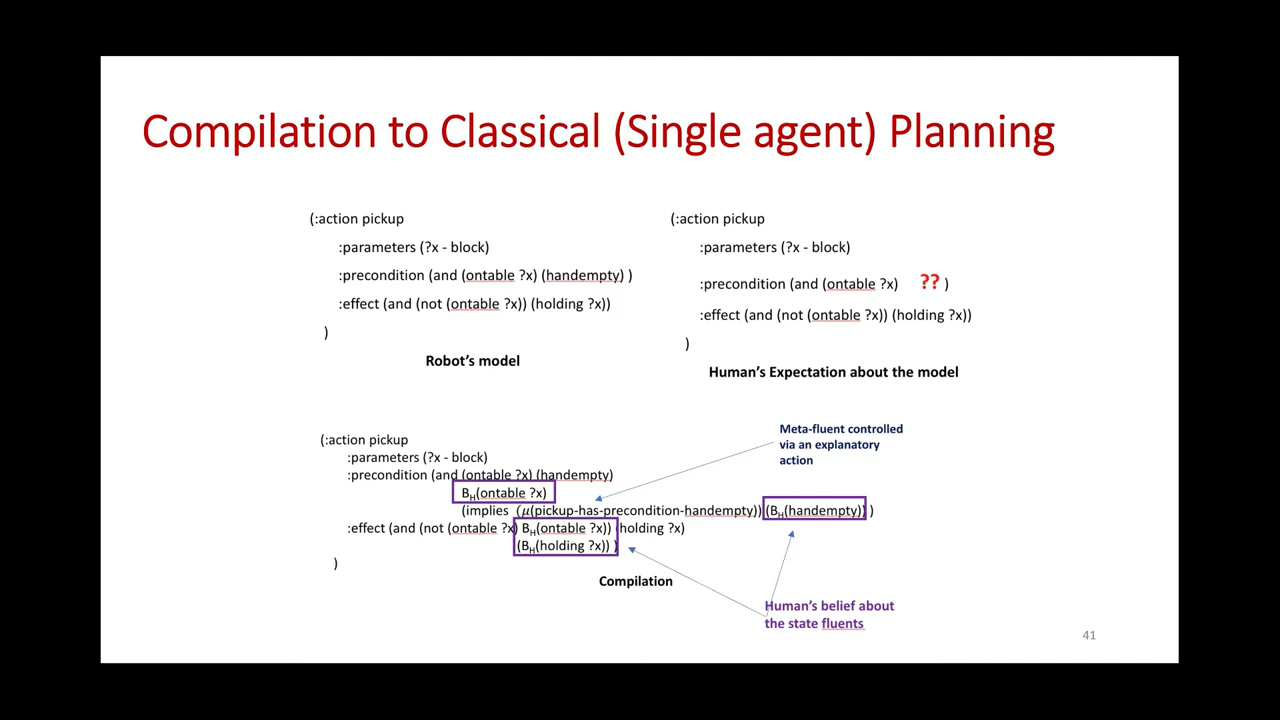 Compilation to Classical (Single agent) Planning
(:action pickup
:parameters (?x - block)
:precondition (and (ontable ?x) (handempty) )
:effect (and (not (ontable ?x)) (holding ?x))
)
Robot's model
(:action pickup
:parameters (?x - block)
:precondition (and (ontable ?x) ?? )
:effect (and (not (ontable ?x)) (holding ?x))
)
Human's Expectation about the model
(:action pickup
:parameters (?x - block)
:precondition (and (ontable ?x) (handempty)
B_H(ontable ?x)
(implies (μ(pickup-has-precondition-handempty)) (B_H(handempty)) )
:effect (and (not (ontable ?x) B_H(ontable ?x)) (holding ?x)
(B_H(holding ?x)) )
)
Compilation
Meta-fluent controlled
via an explanatory
action
Human's belief about
the state fluents
41